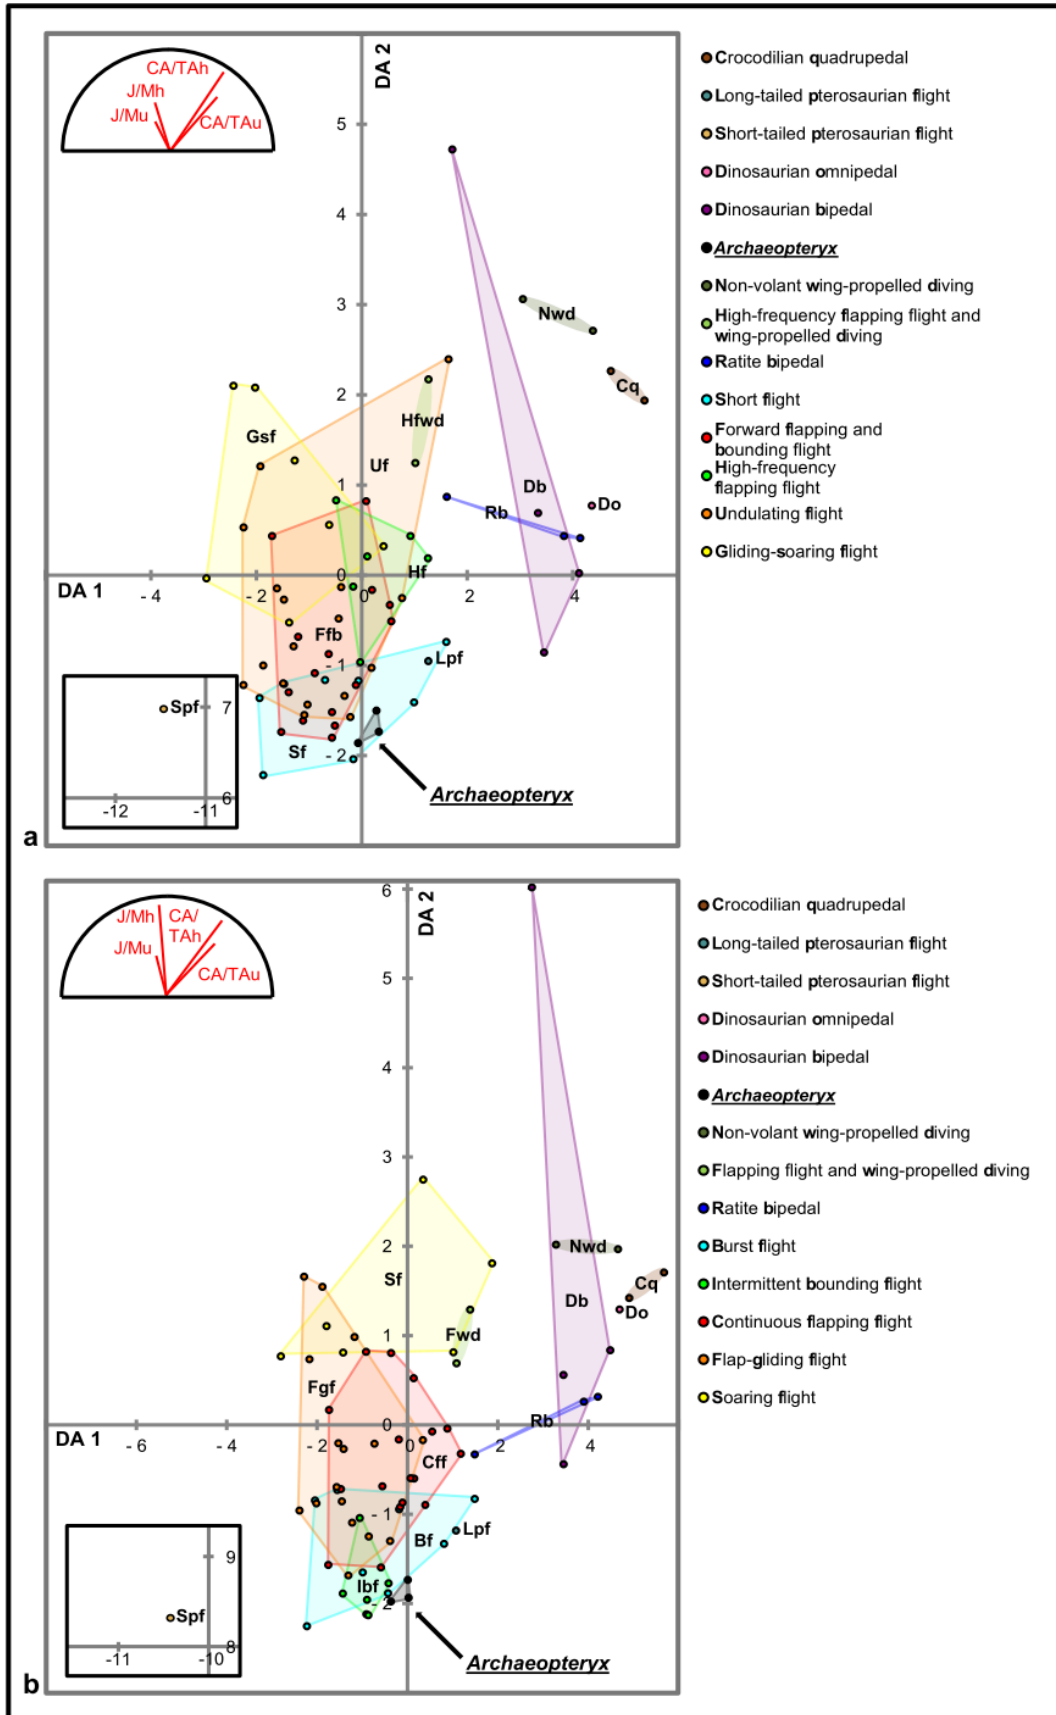 DA 2
CA/TAh
J/Mh
J/Mu
CA/TAu
5
4
3
2
1
0
- 1
- 2
DA 1
- 4
- 2
2
4
Gsf
Uf
Hfwd
Nwd
Cq
Db
Do
Rb
Hf
Ffb
Lpf
Sf
Archaeopteryx
Spf
7
6
-12
-11
a
Crocodilian quadrupedal
Long-tailed pterosaurian flight
Short-tailed pterosaurian flight
Dinosaurian omnipedal
Dinosaurian bipedal
Archaeopteryx
Non-volant wing-propelled diving
High-frequency flapping flight and
wing-propelled diving
Ratite bipedal
Short flight
Forward flapping and
bounding flight
High-frequency
flapping flight
Undulating flight
Gliding-soaring flight
DA 2
J/Mh
CA/
TAh
J/Mu
CA/TAu
6
5
4
3
2
1
0
- 1
- 2
DA 1
- 6
- 4
- 2
2
4
Sf
Nwd
Cq
Db
Do
Fwd
Fgf
Rb
Cff
Bf
Lpf
Ibf
Archaeopteryx
Spf
9
8
-11
-10
b
Crocodilian quadrupedal
Long-tailed pterosaurian flight
Short-tailed pterosaurian flight
Dinosaurian omnipedal
Dinosaurian bipedal
Archaeopteryx
Non-volant wing-propelled diving
Flapping flight and wing-propelled diving
Ratite bipedal
Burst flight
Intermittent bounding flight
Continuous flapping flight
Flap-gliding flight
Soaring flight